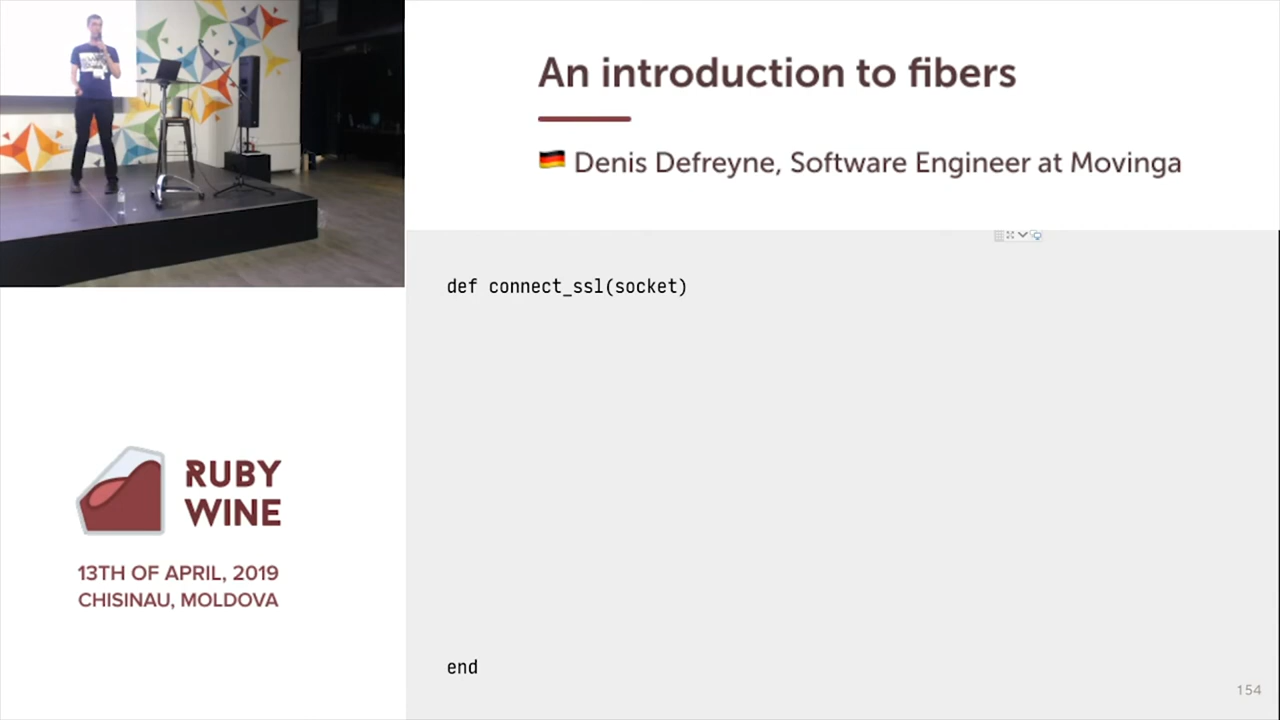 An introduction to fibers
🇩🇪 Denis Defreyne, Software Engineer at Movinga
def connect_ssl(socket)
end
154
RUBY
WINE
13TH OF APRIL, 2019
CHISINAU, MOLDOVA